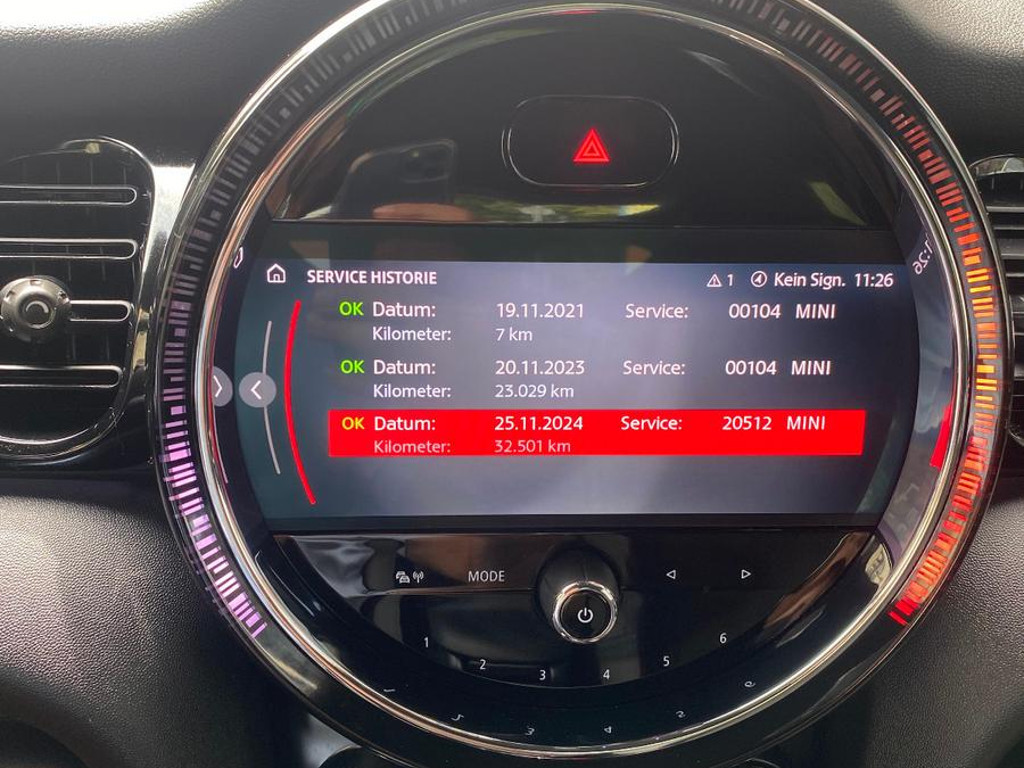 SERVICE HISTORIE 1 Kein Sign. 11:26
OK Datum: 19.11.2021 Service: 00104 MINI
Kilometer: 7 km
OK Datum: 20.11.2023 Service: 00104 MINI
Kilometer: 23.029 km
OK Datum: 25.11.2024 Service: 20512 MINI
Kilometer: 32.501 km
MODE
1 2 3 4 5 6